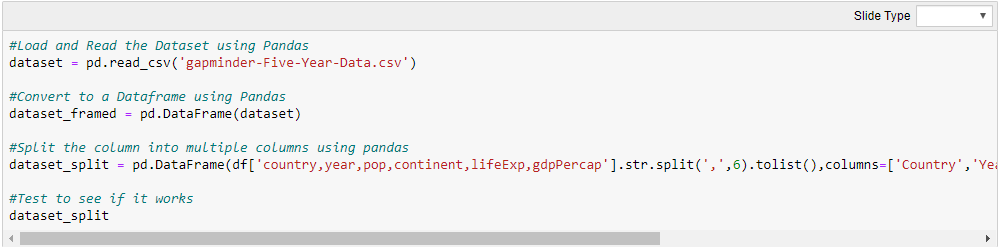 Slide Type
#Load and Read the Dataset using Pandas
dataset = pd.read_csv('gapminder-Five-Year-Data.csv')
#Convert to a Dataframe using Pandas
dataset_framed = pd.DataFrame(dataset)
#Split the column into multiple columns using pandas
dataset_split = pd.DataFrame(df['country,year,pop,continent,lifeExp,gdpPercap'].str.split(',',6).tolist(),columns=['Country','Yea
#Test to see if it works
dataset_split